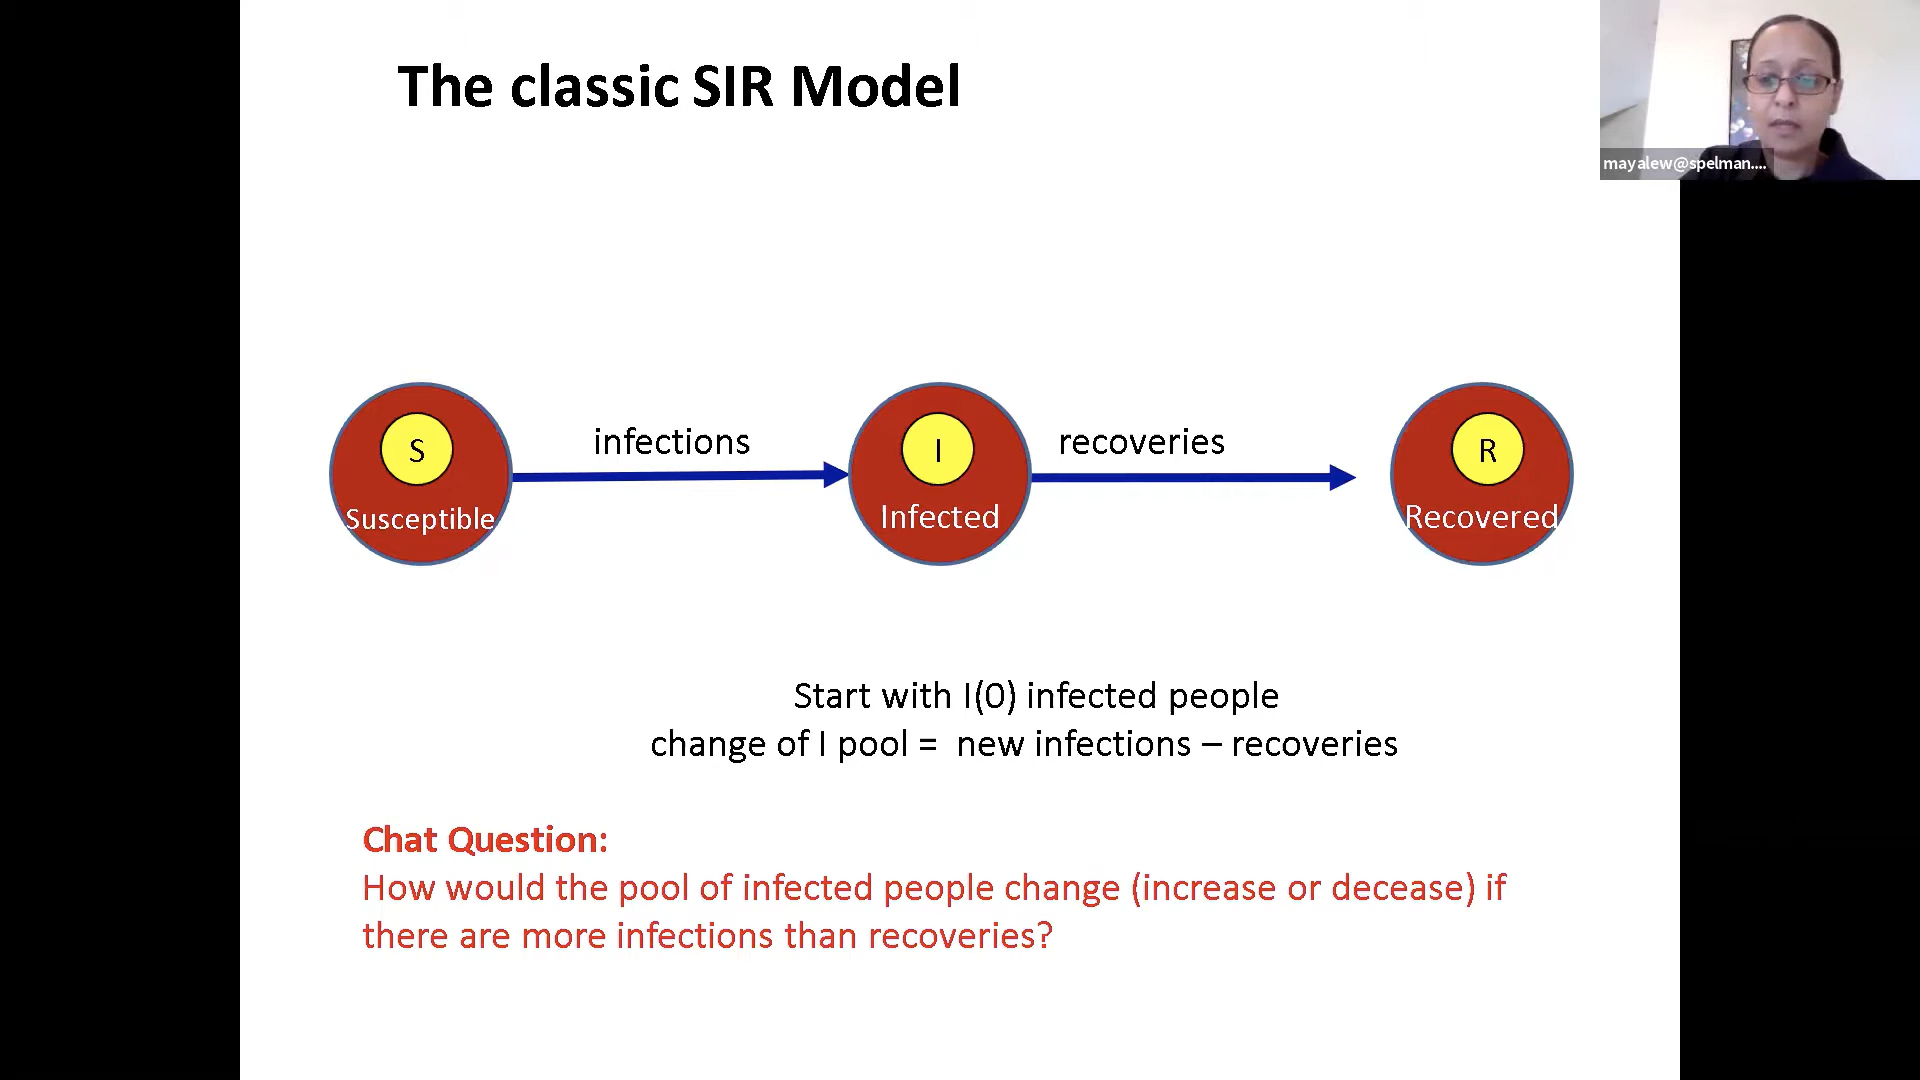 The classic SIR Model
mayalew@spelman....
infections
recoveries
S
I
R
Susceptible
Infected
Recovered
Start with I(0) infected people
change of I pool = new infections – recoveries
Chat Question:
How would the pool of infected people change (increase or decease) if
there are more infections than recoveries?